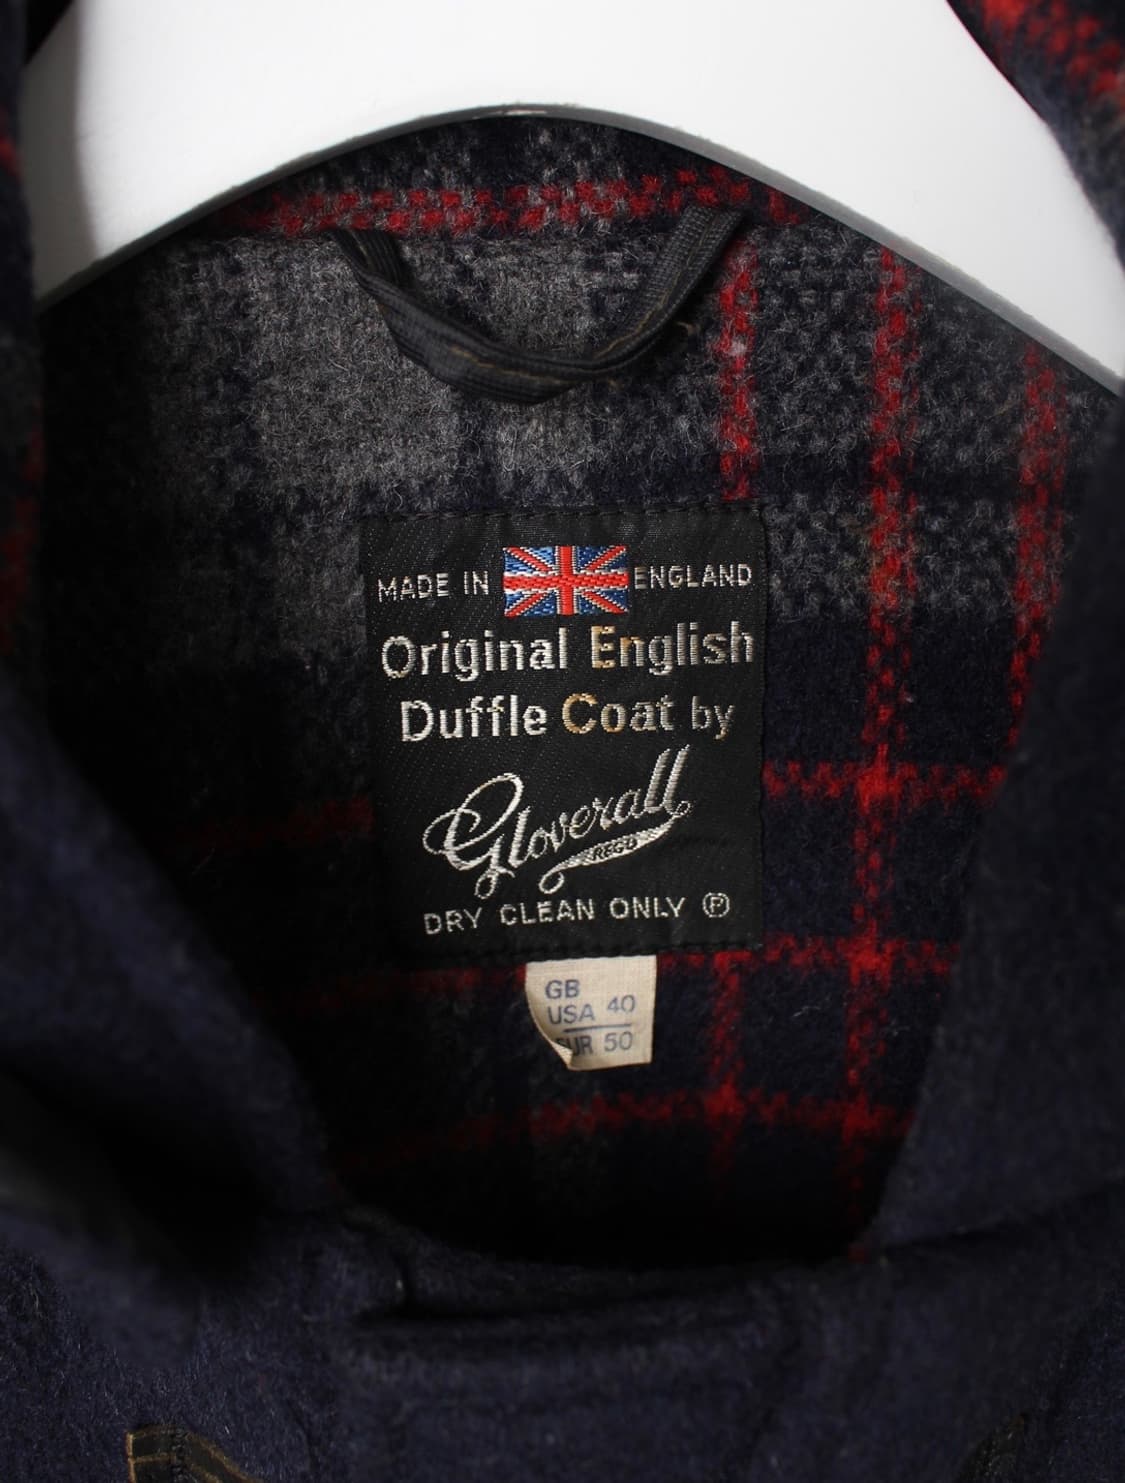 MADE IN ENGLAND
Original English
Duffle Coat by
Gloverall
REGD
DRY CLEAN ONLY Ⓟ
GB
USA 40
EUR 50